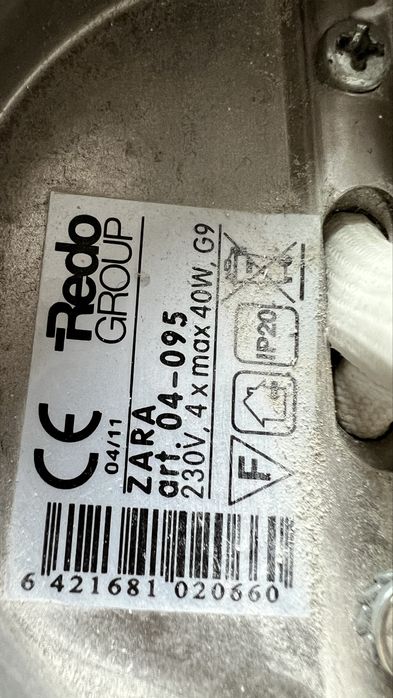 Redo
GROUP
CE
04/11
ZARA
art. 04-095
230V, 4 x max 40W, G9
F
IP20
6 421681 020660